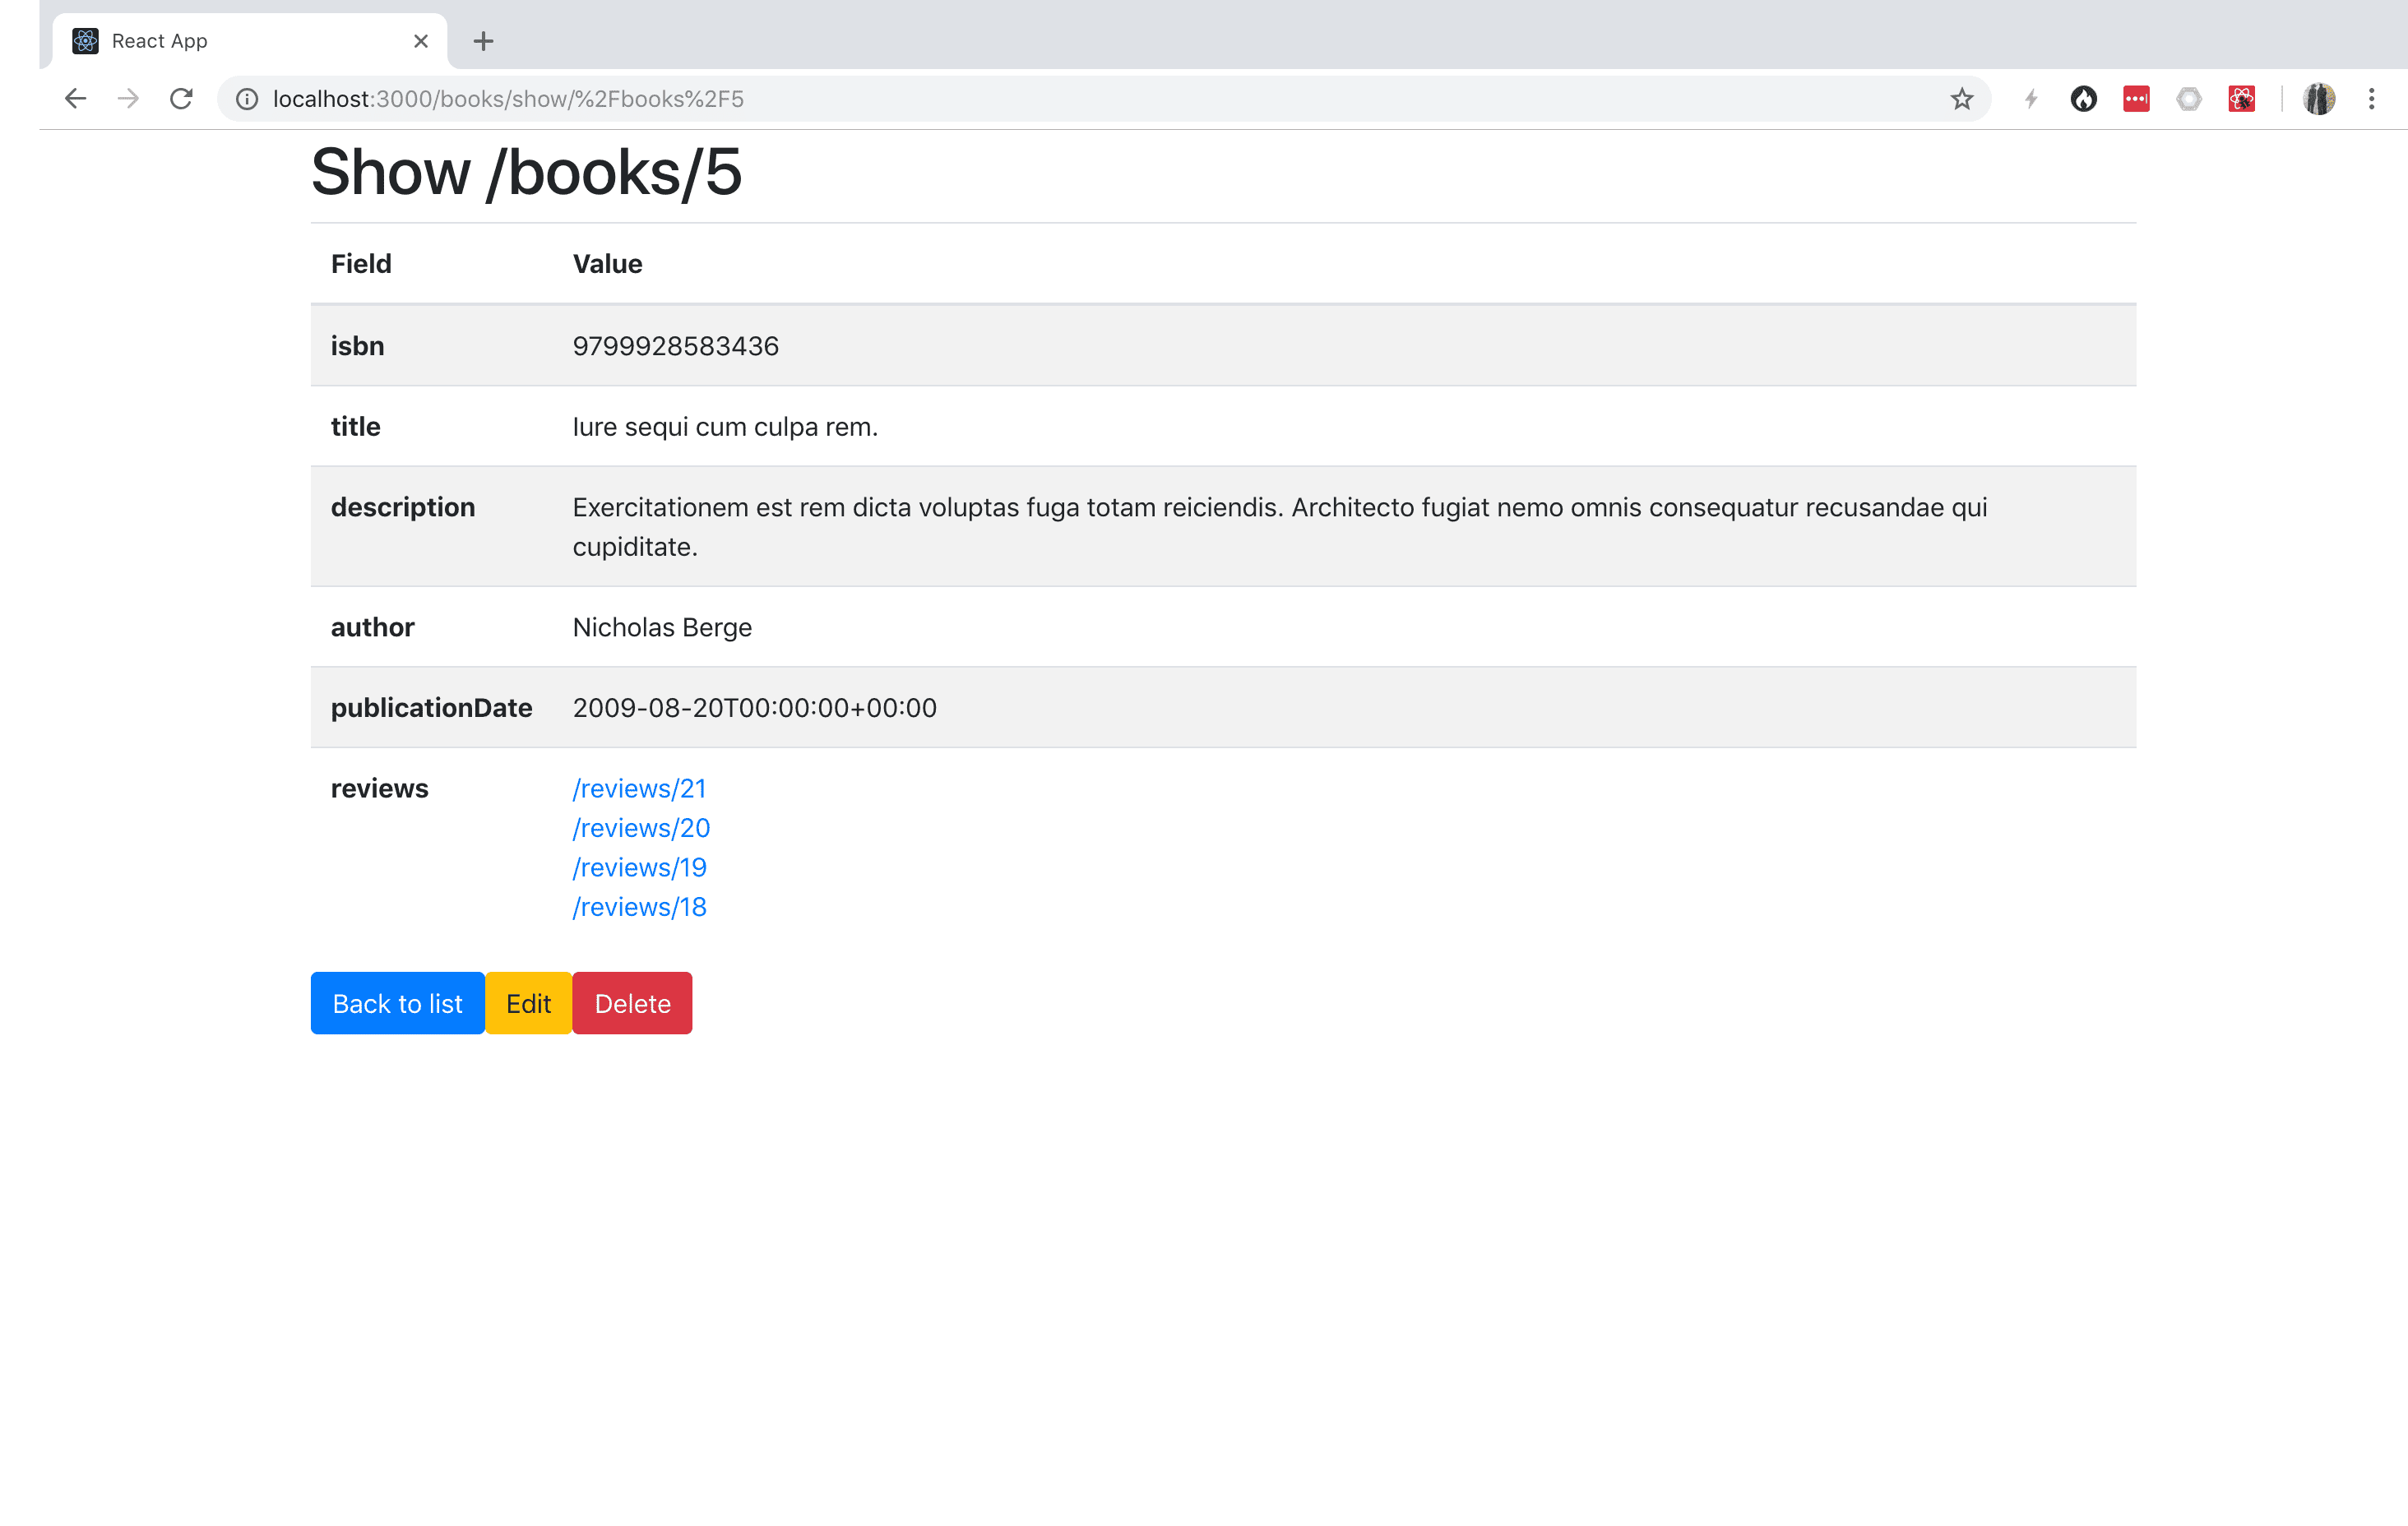 React App
localhost:3000/books/show/%2Fbooks%2F5
Show /books/5
Field Value
isbn 9799928583436
title Iure sequi cum culpa rem.
description Exercitationem est rem dicta voluptas fuga totam reiciendis. Architecto fugiat nemo omnis consequatur recusandae qui
cupiditate.
author Nicholas Berge
publicationDate 2009-08-20T00:00:00+00:00
reviews /reviews/21
/reviews/20
/reviews/19
/reviews/18
Back to list Edit Delete